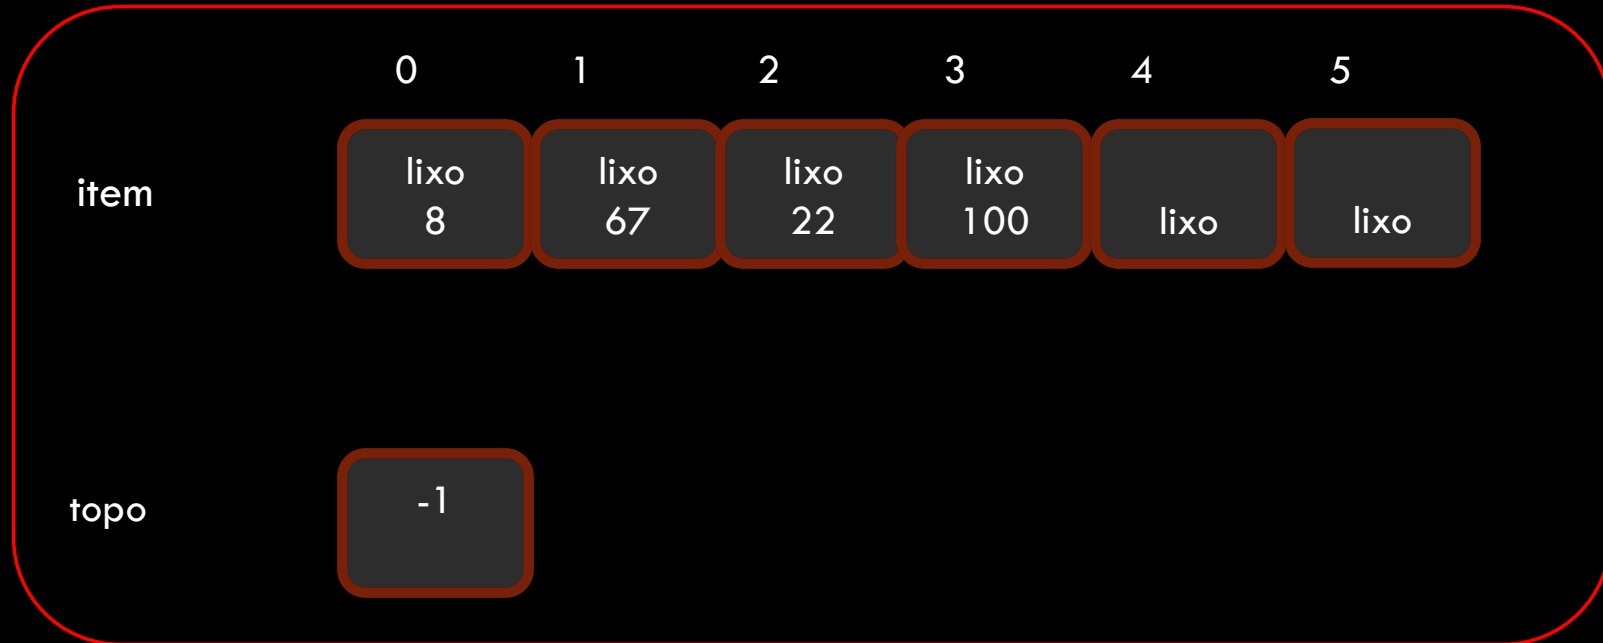 0 1 2 3 4 5
item
lixo lixo lixo lixo
8 67 22 100 lixo lixo
topo
-1